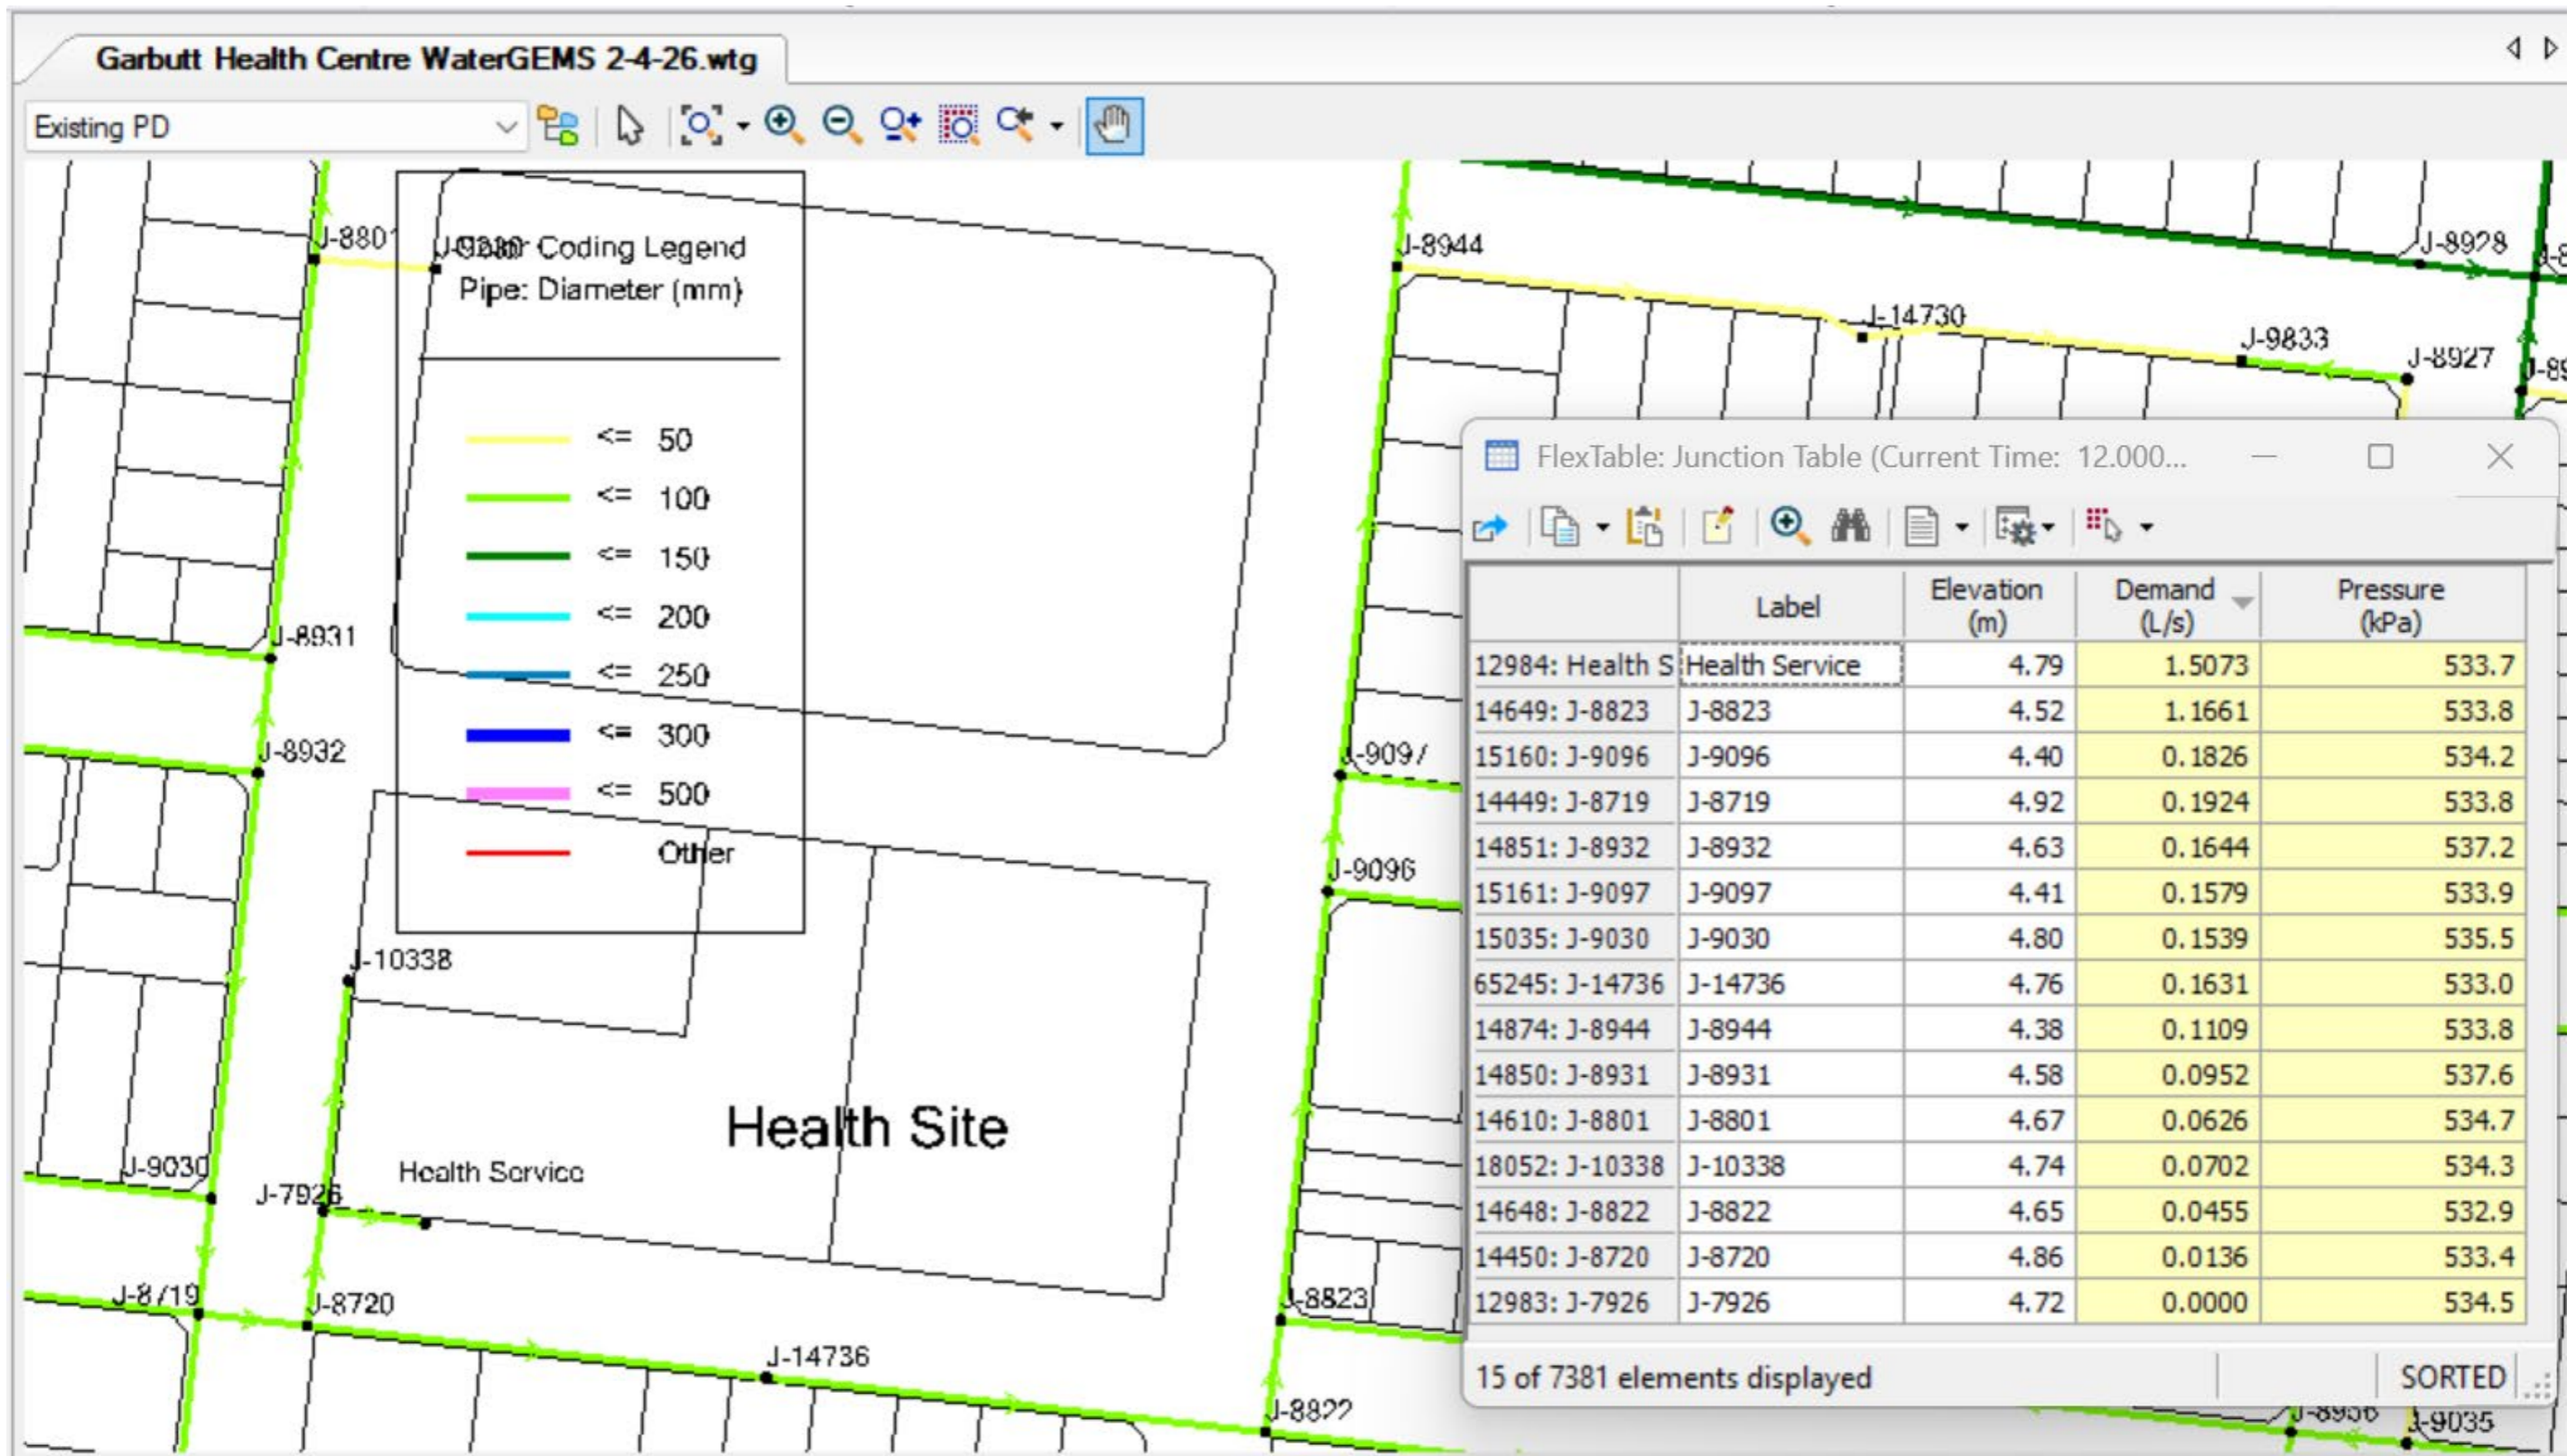 Garbutt Health Centre WaterGEMS 2-4-26.wtg
Existing PD
Coding Legend
Pipe: Diameter (mm)
<= 50
<= 100
<= 150
<= 200
<= 250
<= 300
<= 500
Other
J-8944
J-8928
J-14730
J-9833
J-8927
J-8931
J-8932
J-9096
J-10338
Health Site
Health Service
J-9030
J-7926
J-8719
J-8720
J-14736
J-8823
J-8822
J-9035
FlexTable: Junction Table (Current Time: 12.000...
Label Elevation (m) Demand (L/s) Pressure (kPa)
12984: Health S Health Service 4.79 1.5073 533.7
14649: J-8823 J-8823 4.52 1.1661 533.8
15160: J-9096 J-9096 4.40 0.1826 534.2
14449: J-8719 J-8719 4.92 0.1924 533.8
14851: J-8932 J-8932 4.63 0.1644 537.2
15161: J-9097 J-9097 4.41 0.1579 533.9
15035: J-9030 J-9030 4.80 0.1539 535.5
65245: J-14736 J-14736 4.76 0.1631 533.0
14874: J-8944 J-8944 4.38 0.1109 533.8
14850: J-8931 J-8931 4.58 0.0952 537.6
14610: J-8801 J-8801 4.67 0.0626 534.7
18052: J-10338 J-10338 4.74 0.0702 534.3
14648: J-8822 J-8822 4.65 0.0455 532.9
14450: J-8720 J-8720 4.86 0.0136 533.4
12983: J-7926 J-7926 4.72 0.0000 534.5
15 of 7381 elements displayed
SORTED